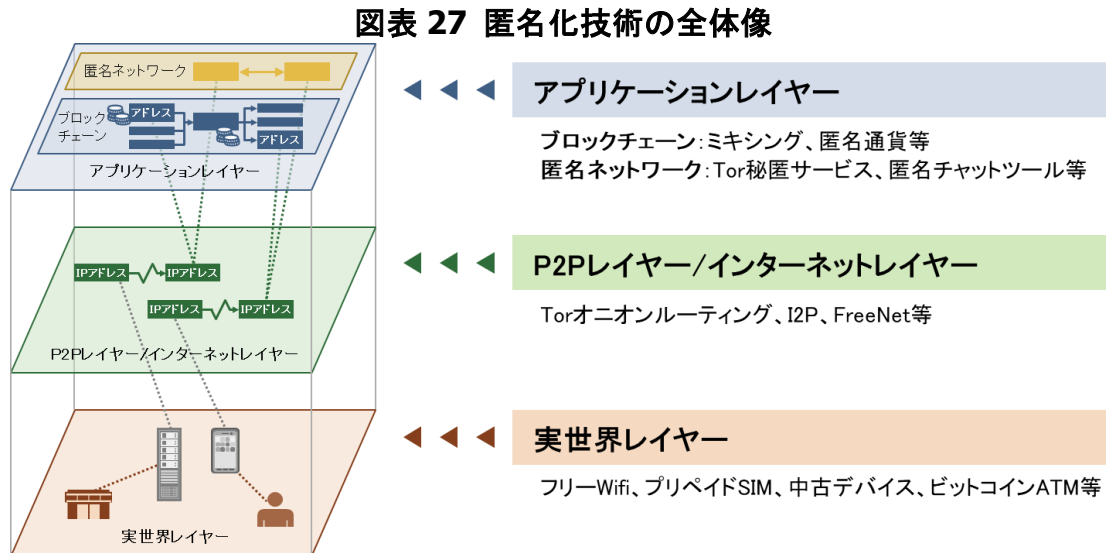 図表 27 匿名化技術の全体像
匿名ネットワーク
ブロック
チェーン
アドレス
アドレス
アプリケーションレイヤー
アプリケーションレイヤー
ブロックチェーン：ミキシング、匿名通貨等
匿名ネットワーク：Tor秘匿サービス、匿名チャットツール等
IPアドレス
IPアドレス
IPアドレス
IPアドレス
P2Pレイヤー/インターネットレイヤー
P2Pレイヤー/インターネットレイヤー
Torオニオンルーティング、I2P、FreeNet等
実世界レイヤー
実世界レイヤー
フリーWifi、プリペイドSIM、中古デバイス、ビットコインATM等